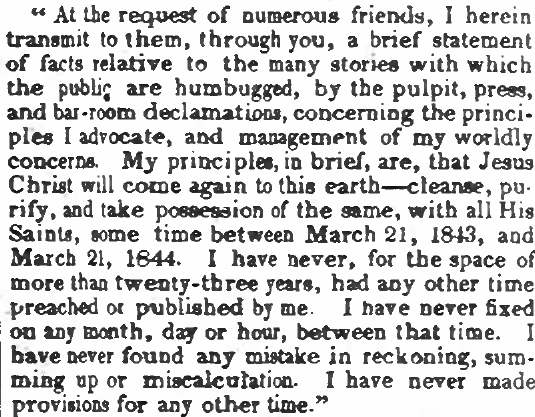 “ At the request of numerous friends, I herein
transmit to them, through you, a brief statement
of facts relative to the many stories with which
the public are humbugged, by the pulpit, press,
and bar-room declamations, concerning the princi-
ples I advocate, and management of my worldly
concerns. My principles, in brief, are, that Jesus
Christ will come again to this earth—cleanse, pu-
rify, and take possession of the same, with all His
Saints, some time between March 21, 1843, and
March 21, 1844. I have never, for the space of
more than twenty-three years, had any other time
preached or published by me. I have never fixed
on any month, day or hour, between that time. I
have never found any mistake in reckoning, sum-
ming up or miscalculation. I have never made
provisions for any other time.”